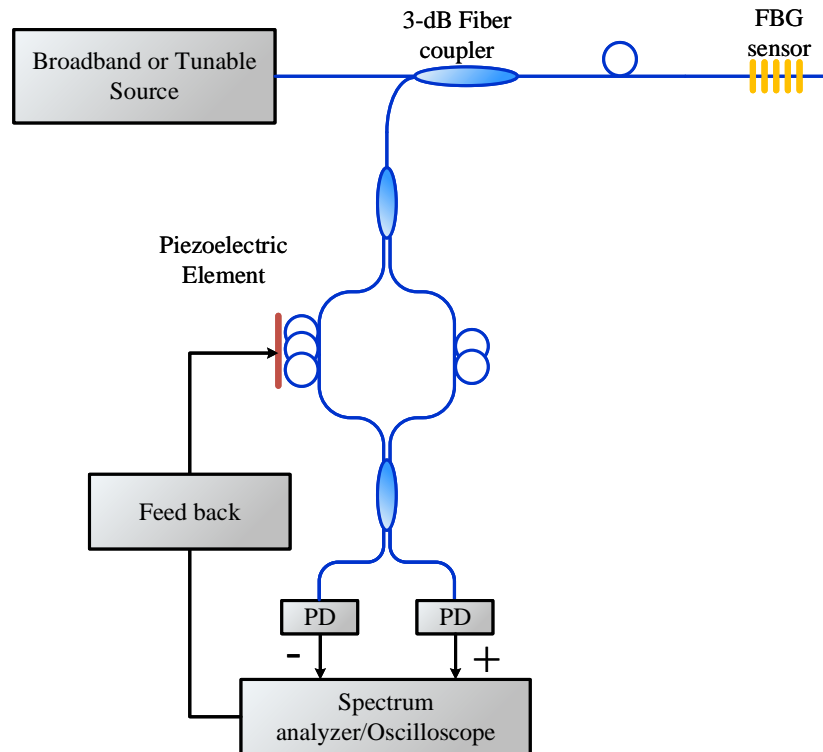 3-dB Fiber
coupler
FBG
sensor
Broadband or Tunable
Source
Piezoelectric
Element
Feed back
PD
PD
-
+
Spectrum
analyzer/Oscilloscope